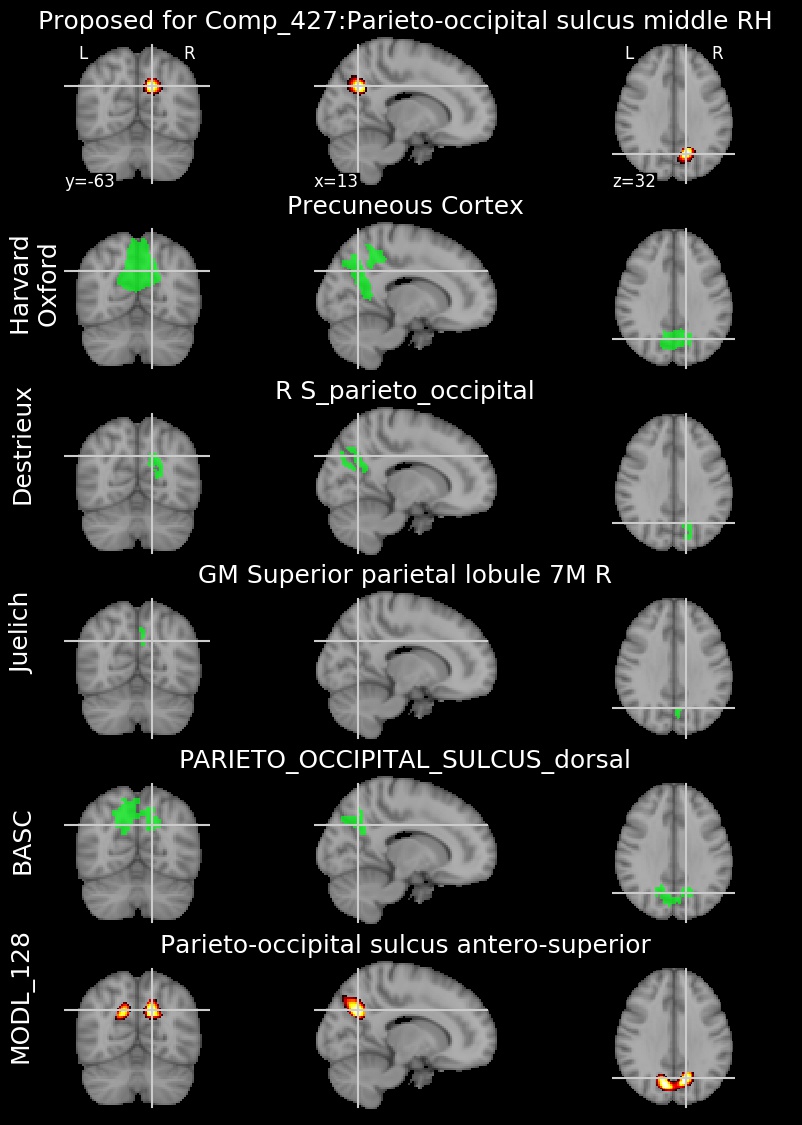 Proposed for Comp_427:Parieto-occipital sulcus middle RH
L R L R
y=-63 x=13 z=32
Precuneous Cortex
Harvard
Oxford
R S_parieto_occipital
Destrieux
GM Superior parietal lobule 7M R
Juelich
PARIETO_OCCIPITAL_SULCUS_dorsal
BASC
Parieto-occipital sulcus antero-superior
MODL_128